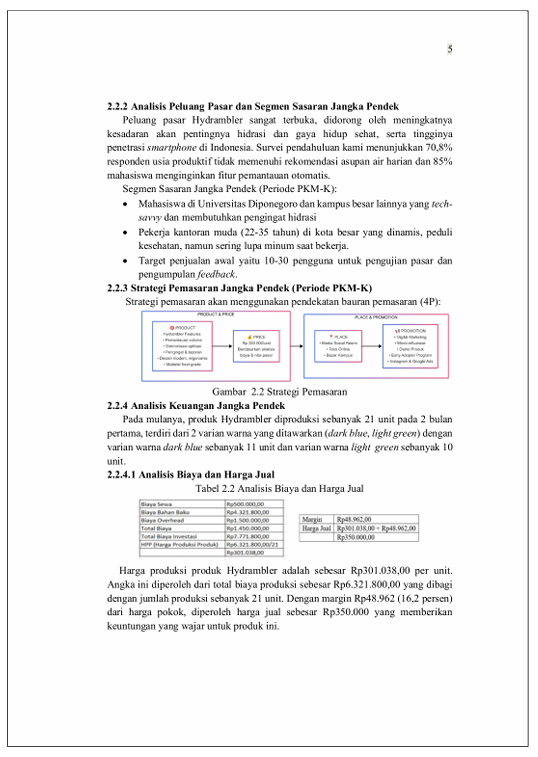 5
2.2.2 Analisis Peluang Pasar dan Segmen Sasaran Jangka Pendek
Peluang pasar Hydrambler sangat terbuka, didorong oleh meningkatnya
kesadaran akan pentingnya hidrasi dan gaya hidup sehat, serta tingginya
penetrasi smartphone di Indonesia. Survei pendahuluan kami menunjukkan 70,8%
responden usia produktif tidak memenuhi rekomendasi asupan air harian dan 85%
mahasiswa menginginkan fitur pemantauan otomatis.
Segmen Sasaran Jangka Pendek (Periode PKM-K):
• Mahasiswa di Universitas Diponegoro dan kampus besar lainnya yang tech-
savvy dan membutuhkan pengingat hidrasi
• Pekerja kantoran muda (22-35 tahun) di kota besar yang dinamis, peduli
kesehatan, namun sering lupa minum saat bekerja.
• Target penjualan awal yaitu 10-30 pengguna untuk pengujian pasar dan
pengumpulan feedback.
2.2.3 Strategi Pemasaran Jangka Pendek (Periode PKM-K)
Strategi pemasaran akan menggunakan pendekatan bauran pemasaran (4P):
PRODUCT & PRICE
PRODUCT
• Pemantauan volume
• Pengingat & laporan
• Desain modern, ergonomis
• Material food grade
PRICE
Rp 350.000/unit
Berdasarkan analisis
biaya & nilai pasar
PLACE & PROMOTION
PLACE
• Media Sosial Resmi
• Toko Online
• Bazar Kampus
PROMOTION
• Digital Marketing
• Micro-influencer
• Demo Produk
• Early Adopter Program
• Instagram & Google Ads
Gambar 2.2 Strategi Pemasaran
2.2.4 Analisis Keuangan Jangka Pendek
Pada mulanya, produk Hydrambler diproduksi sebanyak 21 unit pada 2 bulan
pertama, terdiri dari 2 varian warna yang ditawarkan (dark blue, light green) dengan
varian warna dark blue sebanyak 11 unit dan varian warna light green sebanyak 10
unit.
2.2.4.1 Analisis Biaya dan Harga Jual
Tabel 2.2 Analisis Biaya dan Harga Jual
Biaya Sewa Rp500.000,00
Biaya Bahan Baku Rp4.321.800,00
Biaya Overhead Rp1.500.000,00
Total Biaya Rp1.450.000,00
Total Biaya Investasi Rp7.771.800,00
HPP (Harga Produksi Produk) Rp6.321.800,00/21
Rp301.038,00
Margin Rp48.962,00
Harga Jual Rp301.038,00 + Rp48.962,00
Rp350.000,00
Harga produksi produk Hydrambler adalah sebesar Rp301.038,00 per unit.
Angka ini diperoleh dari total biaya produksi sebesar Rp6.321.800,00 yang dibagi
dengan jumlah produksi sebanyak 21 unit. Dengan margin Rp48.962 (16,2 persen)
dari harga pokok, diperoleh harga jual sebesar Rp350.000 yang memberikan
keuntungan yang wajar untuk produk ini.